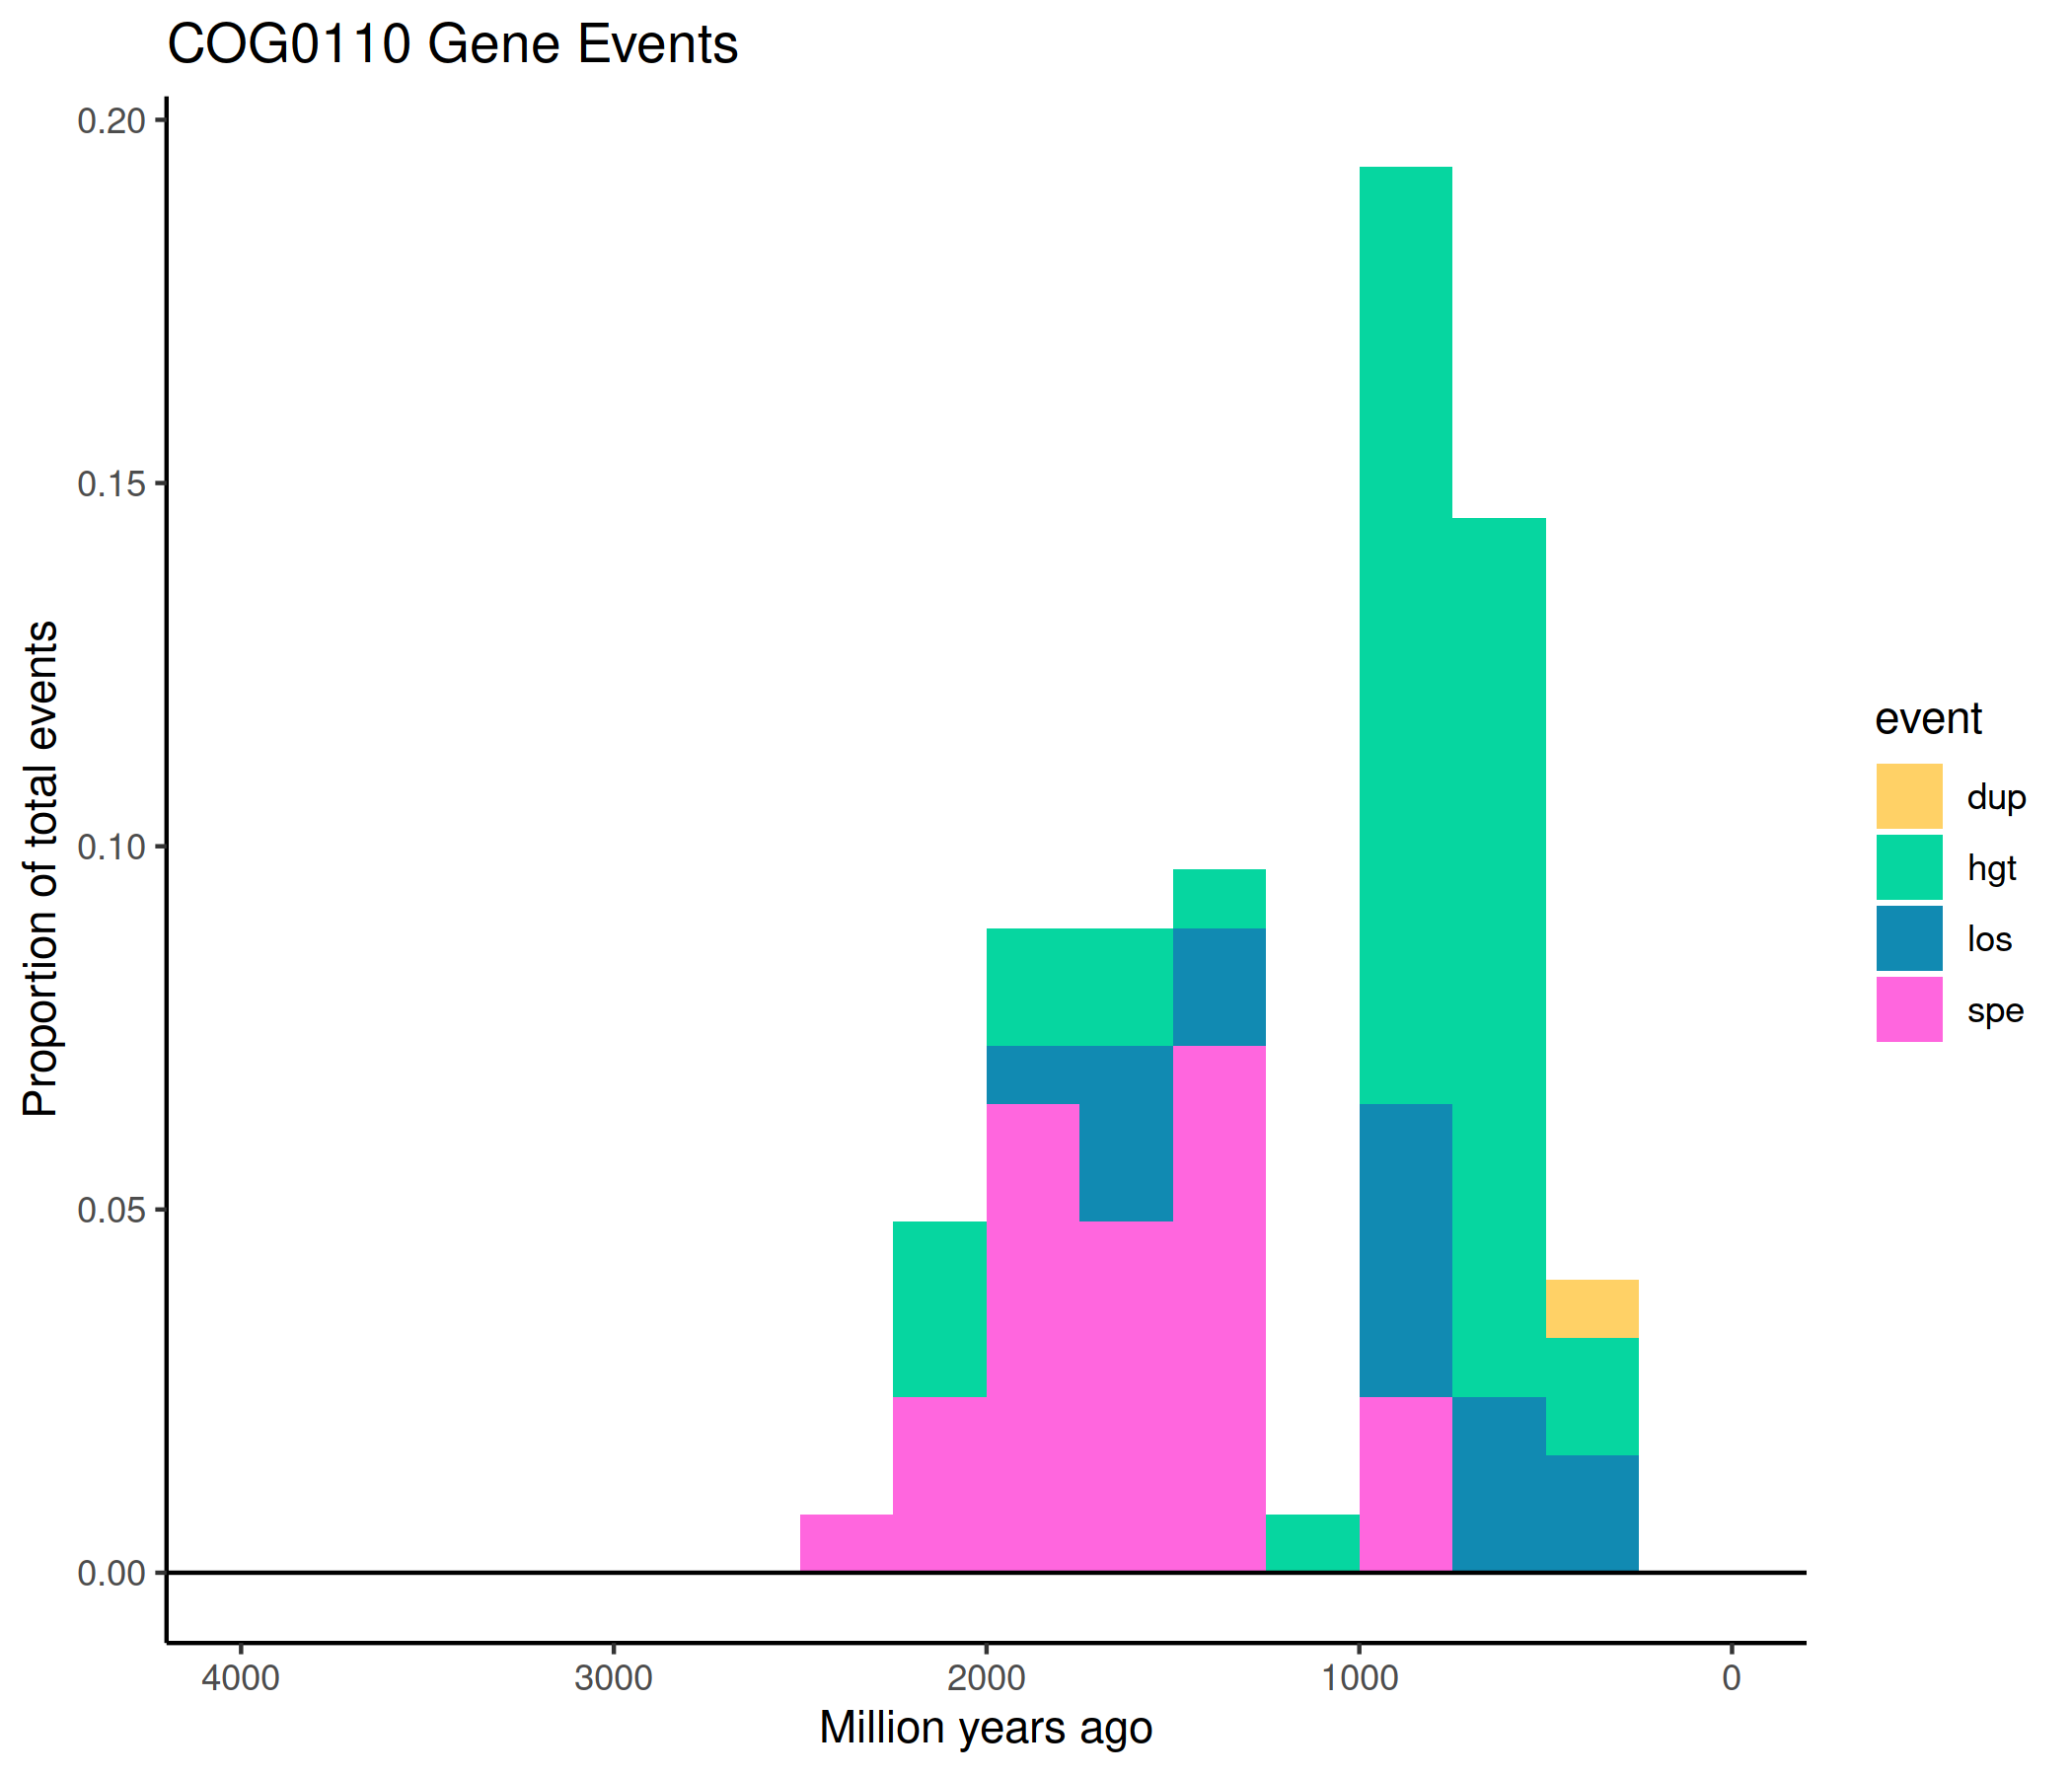 COG0110 Gene Events
0.20
0.15
0.10
0.05
0.00
Proportion of total events
4000 3000 2000 1000 0
Million years ago
event
dup
hgt
los
spe